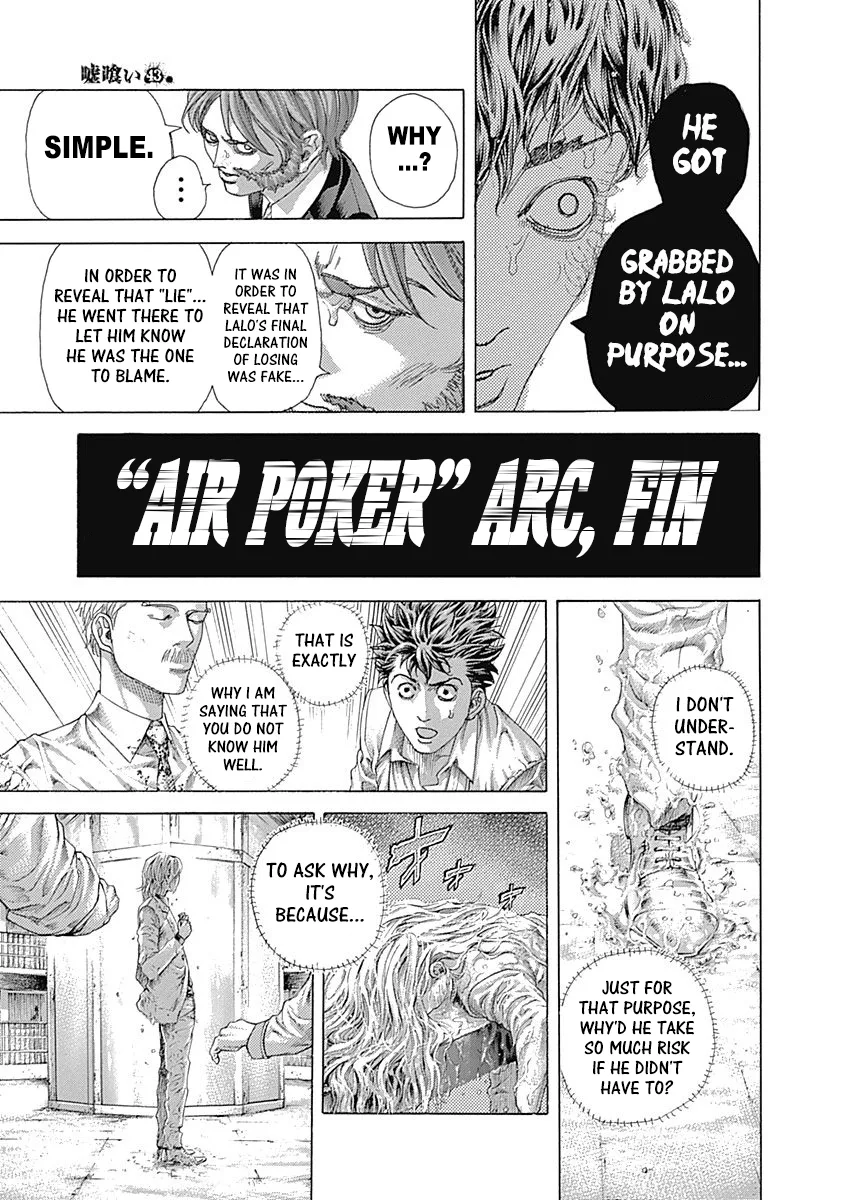 嘘喰い
HE
GOT
GRABBED
BY LALO
ON
PURPOSE...
WHY
...?
...
SIMPLE.
IT WAS IN
ORDER TO
REVEAL THAT
LALO'S FINAL
DECLARATION
OF LOSING
WAS FAKE...
IN ORDER TO
REVEAL THAT "LIE"...
HE WENT THERE TO
LET HIM KNOW
HE WAS THE ONE
TO BLAME.
"AIR POKER" ARC, FIN
I DON'T
UNDER-
STAND.
JUST FOR
THAT PURPOSE,
WHY'D HE TAKE
SO MUCH RISK
IF HE DIDN'T
HAVE TO?
THAT IS
EXACTLY
WHY I AM
SAYING THAT
YOU DO NOT
KNOW HIM
WELL.
TO ASK WHY,
IT'S
BECAUSE...